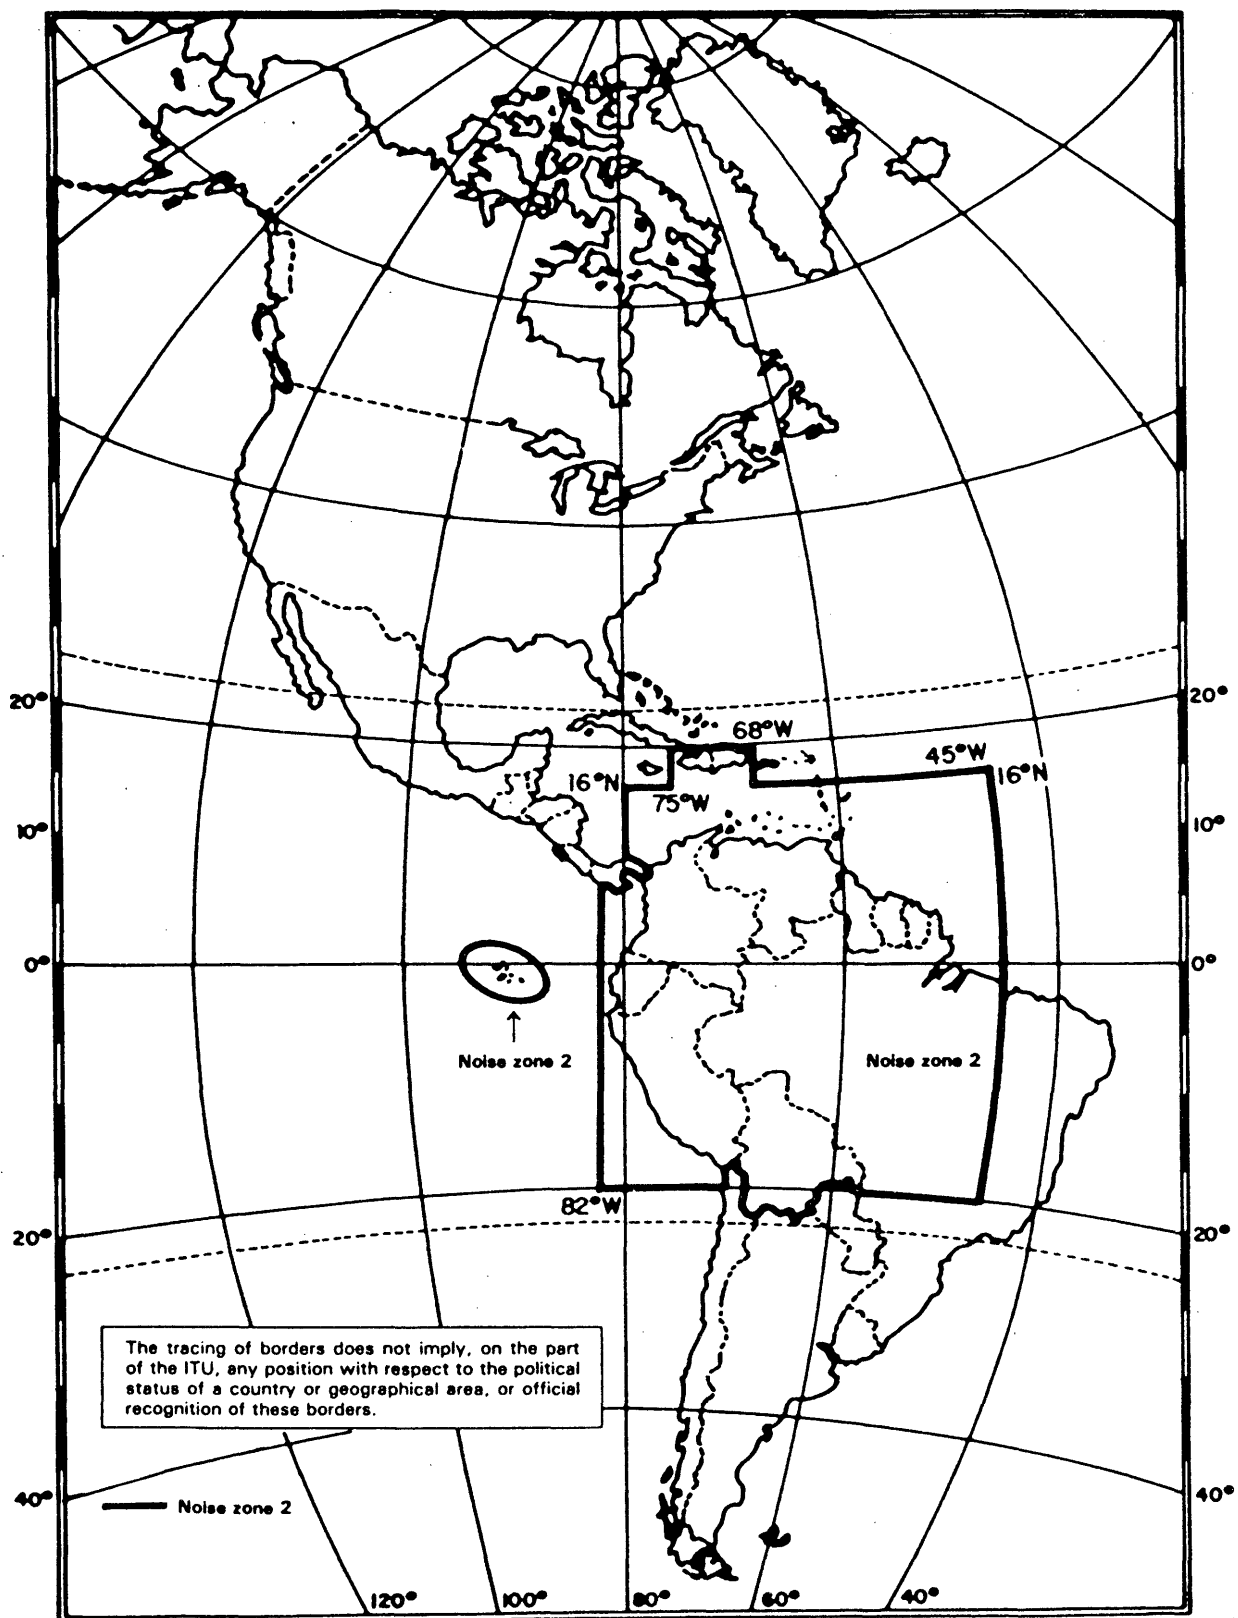 20° 20°
68°W
45°W
16°N 16°N
75°W
10° 10°
0° 0°
Noise zone 2 Noise zone 2
82°W
20° 20°
The tracing of borders does not imply, on the part
of the ITU, any position with respect to the political
status of a country or geographical area, or official
recognition of these borders.
40° 40°
Noise zone 2
120° 100° 80° 60° 40°